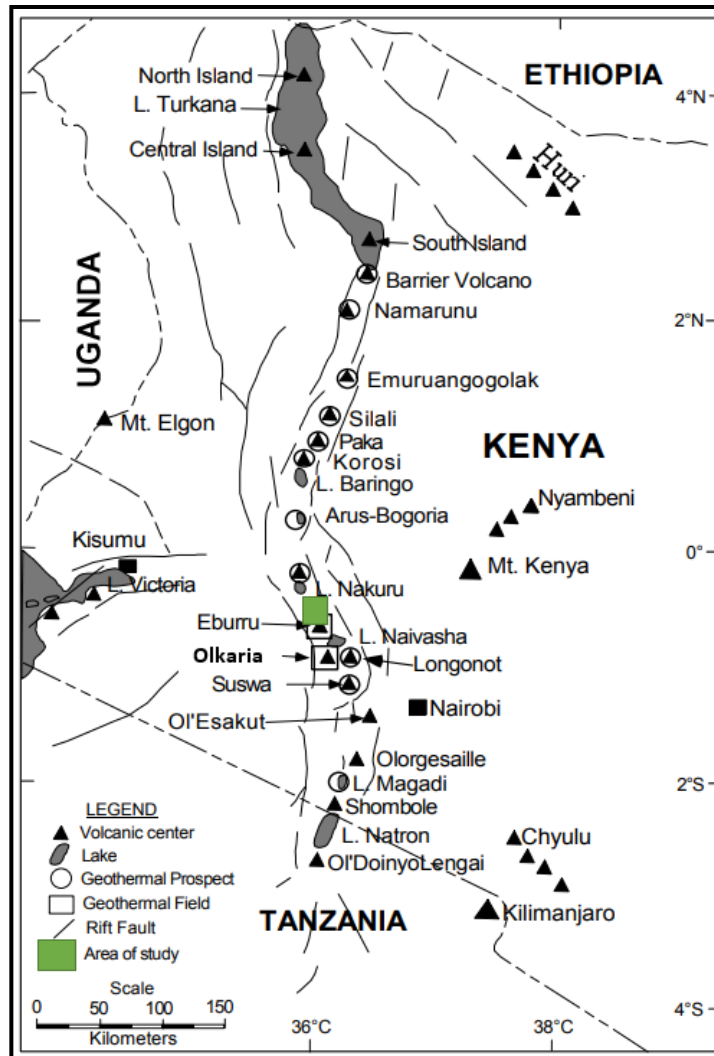 ETHIOPIA
North Island
L. Turkana
4°N
Central Island
Huri
South Island
Barrier Volcano
UGANDA
Namarunu
2°N
Emuruangogolak
Mt. Elgon
Silali
Paka
KENYA
Korosi
L. Baringo
Nyambeni
Arus-Bogoria
Kisumu
0°
Mt. Kenya
L. Victoria
L. Nakuru
Eburru
L. Naivasha
Olkaria
Longonot
Suswa
Nairobi
Ol'Esakut
Olorgesaille
L. Magadi
2°S
LEGEND
Shombole
Volcanic center
L. Natron
Chyulu
Lake
Ol'DoinyoLengai
Geothermal Prospect
Geothermal Field
TANZANIA
Kilimanjaro
Rift Fault
Area of study
Scale
0 50 100 150
Kilometers
4°S
36°C
38°C